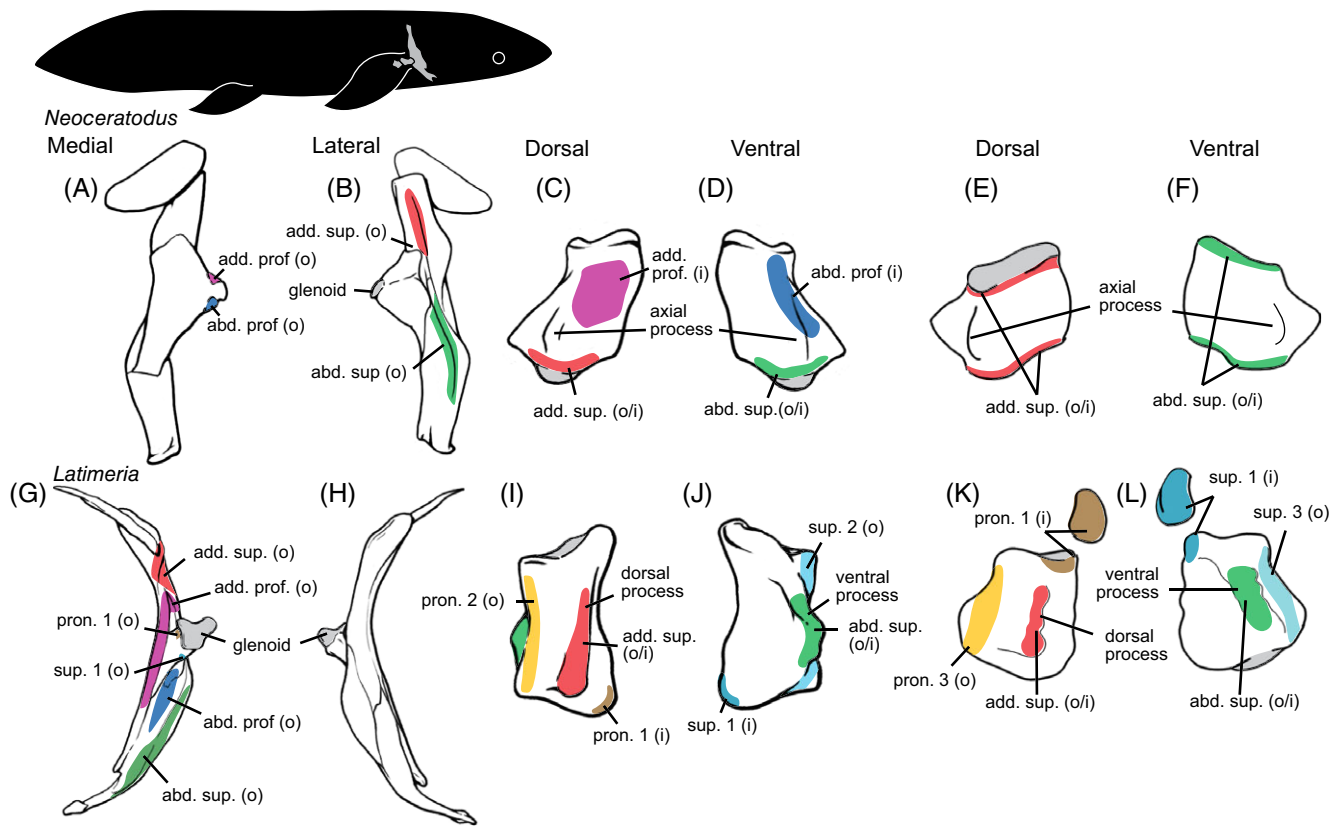 Neoceratodus
Medial
Lateral
Dorsal
Ventral
Dorsal
Ventral
(A)
(B)
(C)
(D)
(E)
(F)
add. sup. (o)
add. prof (o)
glenoid
abd. prof (o)
abd. sup (o)
add.
prof. (i)
abd. prof (i)
axial
process
add. sup. (o/i)
abd. sup.(o/i)
axial
process
add. sup. (o/i)
abd. sup. (o/i)
Latimeria
(G)
(H)
(I)
(J)
(K)
(L)
add. sup. (o)
add. prof. (o)
pron. 1 (o)
glenoid
sup. 1 (o)
abd. prof (o)
abd. sup. (o)
pron. 2 (o)
dorsal
process
add. sup.
(o/i)
pron. 1 (i)
sup. 2 (o)
ventral
process
abd. sup.
(o/i)
sup. 1 (i)
pron. 1 (i)
dorsal
process
pron. 3 (o)
add. sup. (o/i)
sup. 1 (i)
sup. 3 (o)
ventral
process
abd. sup. (o/i)